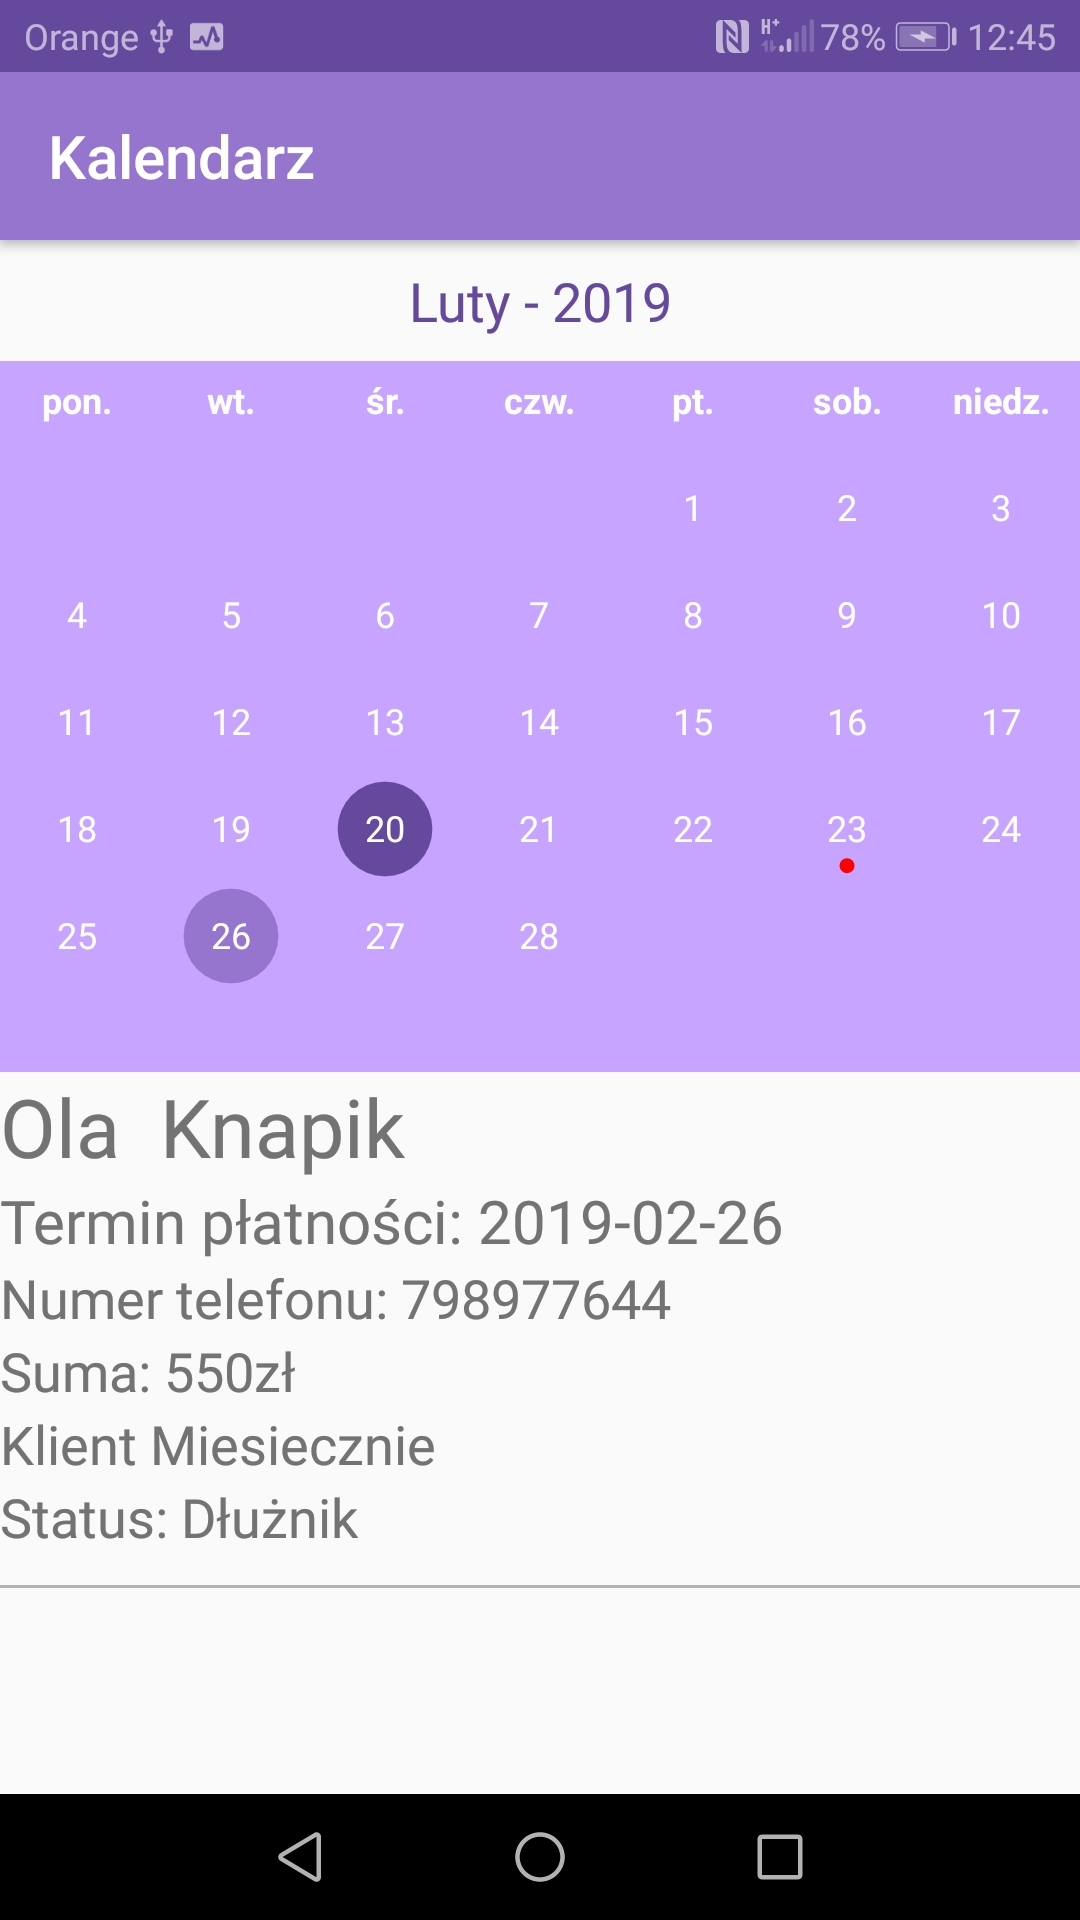 Orange H+ 78% 12:45
Kalendarz
Luty - 2019
pon. wt. śr. czw. pt. sob. niedz.
1 2 3
4 5 6 7 8 9 10
11 12 13 14 15 16 17
18 19 20 21 22 23 24
25 26 27 28
Ola Knapik
Termin płatności: 2019-02-26
Numer telefonu: 798977644
Suma: 550zł
Klient Miesiecznie
Status: Dłużnik